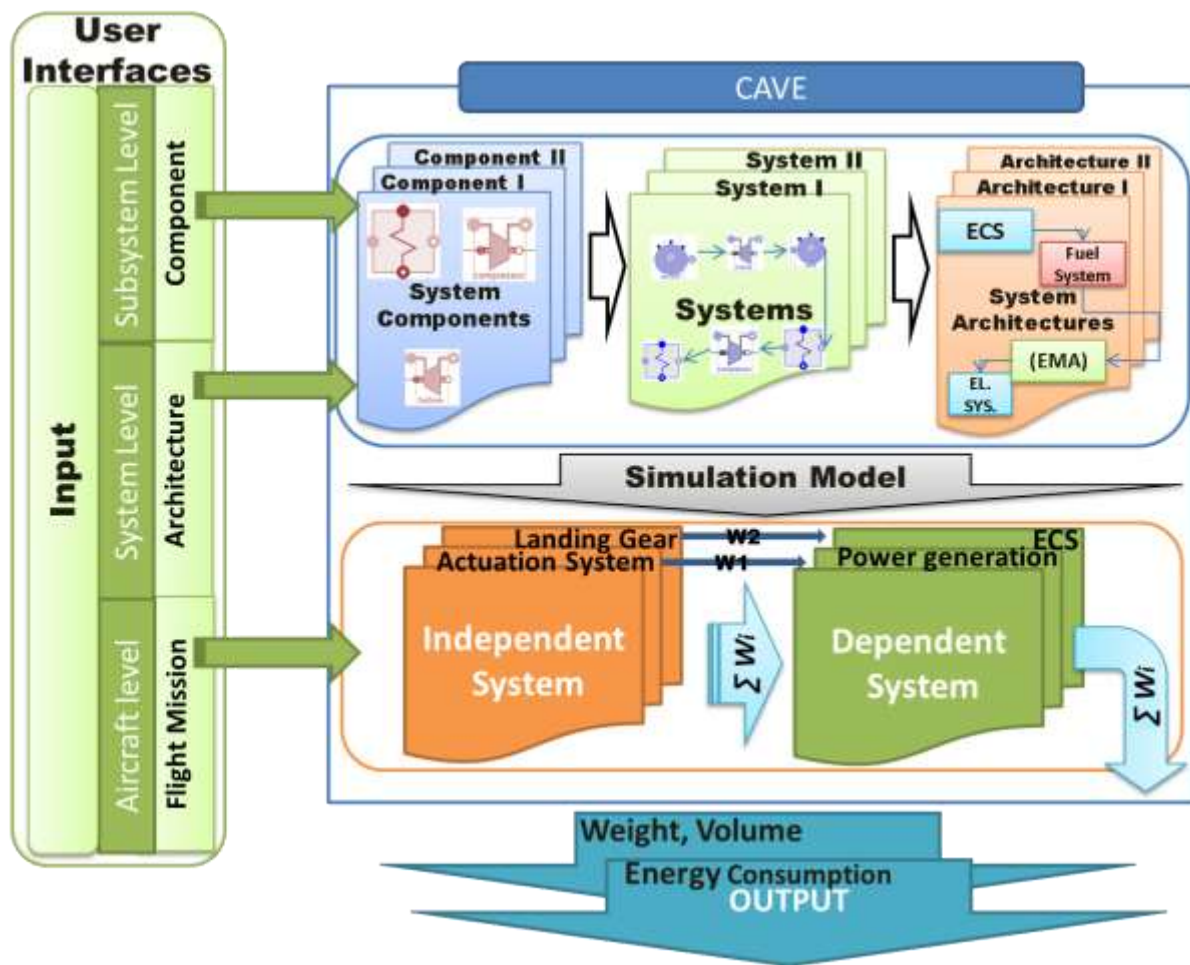 User
Interfaces
Input
Subsystem Level
Component
System Level
Architecture
Aircraft level
Flight Mission
CAVE
Component II
Component I
System
Components
System II
System I
Systems
Architecture II
Architecture I
ECS
Fuel
System
System
Architectures
(EMA)
EL.
SYS.
Simulation Model
Landing Gear
Actuation System
Independent
System
W2
W1
∑ Wi
ECS
Power generation
Dependent
System
∑ Wi
Weight, Volume
Energy Consumption
OUTPUT